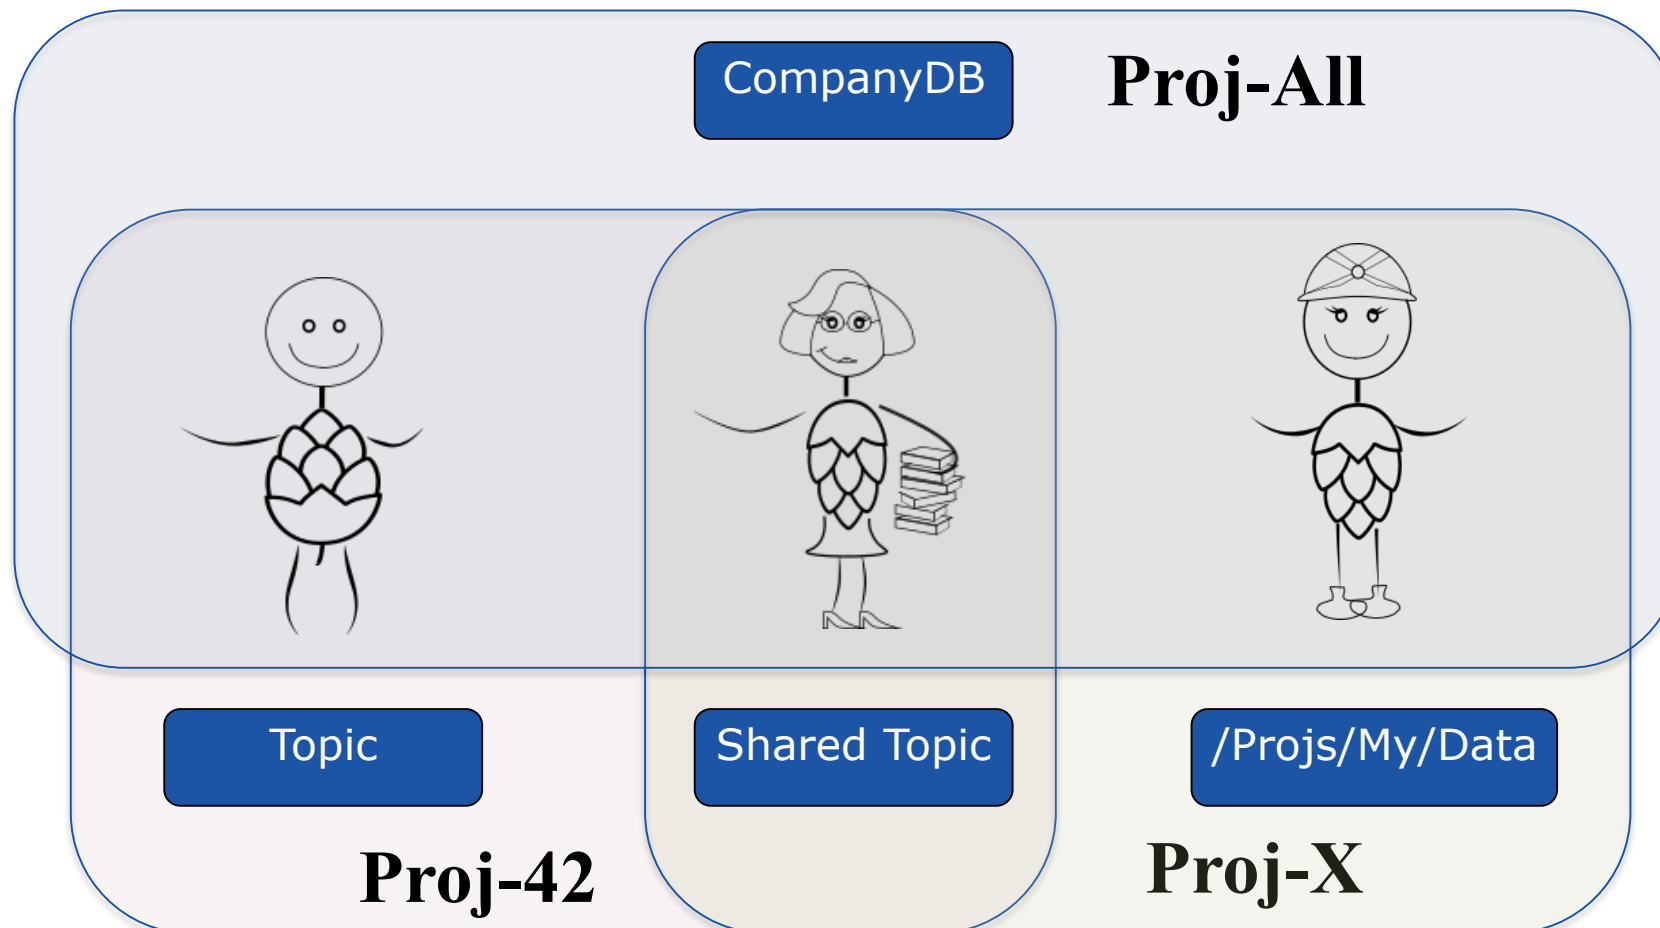 CompanyDB
Proj-All
Topic
Shared Topic
/Projs/My/Data
Proj-42
Proj-X